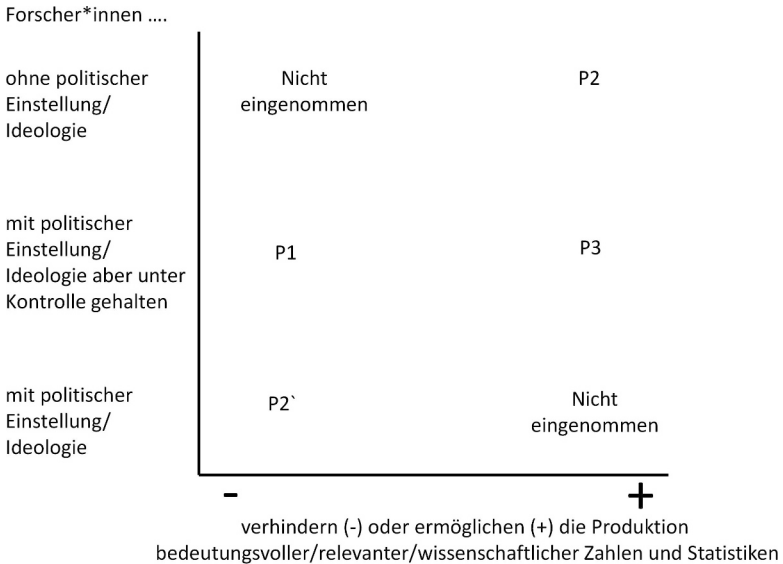 Forscher*innen ....
ohne politischer
Einstellung/
Ideologie
Nicht
eingenommen
P2
mit politischer
Einstellung/
Ideologie aber unter
Kontrolle gehalten
P1
P3
mit politischer
Einstellung/
Ideologie
P2`
Nicht
eingenommen
- +
verhindern (-) oder ermöglichen (+) die Produktion
bedeutungsvoller/relevanter/wissenschaftlicher Zahlen und Statistiken